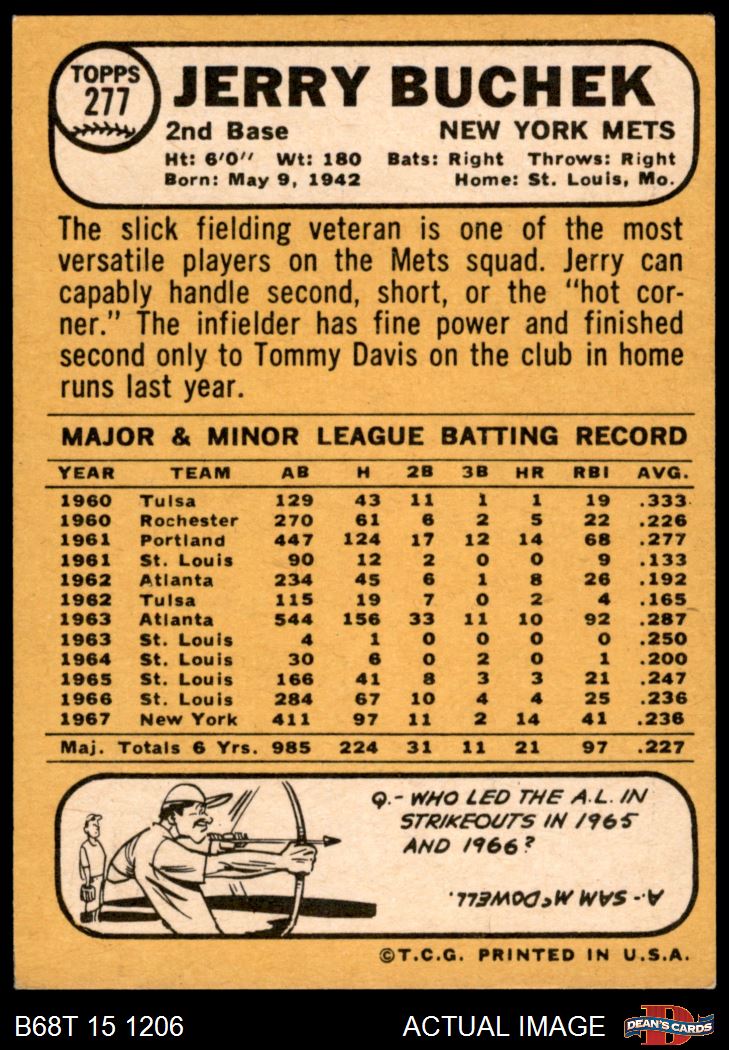 TOPPS
277
JERRY BUCHEK
2nd Base NEW YORK METS
Ht: 6'0" Wt: 180 Bats: Right Throws: Right
Born: May 9, 1942 Home: St. Louis, Mo.
The slick fielding veteran is one of the most
versatile players on the Mets squad. Jerry can
capably handle second, short, or the "hot cor-
ner." The infielder has fine power and finished
second only to Tommy Davis on the club in home
runs last year.
MAJOR & MINOR LEAGUE BATTING RECORD
YEAR TEAM AB H 2B 3B HR RBI AVG.
1960 Tulsa 129 43 11 1 1 19 .333
1960 Rochester 270 61 6 2 5 22 .226
1961 Portland 447 124 17 12 14 68 .277
1961 St. Louis 90 12 2 0 0 9 .133
1962 Atlanta 234 45 6 1 8 26 .192
1962 Tulsa 115 19 7 0 2 4 .165
1963 Atlanta 544 156 33 11 10 92 .287
1963 St. Louis 4 1 0 0 0 0 .250
1964 St. Louis 30 6 0 2 0 1 .200
1965 St. Louis 166 41 8 3 3 21 .247
1966 St. Louis 284 67 10 4 4 25 .236
1967 New York 411 97 11 2 14 41 .236
Maj. Totals 6 Yrs. 985 224 31 11 21 97 .227
Q.- WHO LED THE A.L. IN
STRIKEOUTS IN 1965
AND 1966?
A.- SAM McDOWELL.
©T.C.G. PRINTED IN U.S.A.
B68T 15 1206 ACTUAL IMAGE
D
DEAN'S CARDS